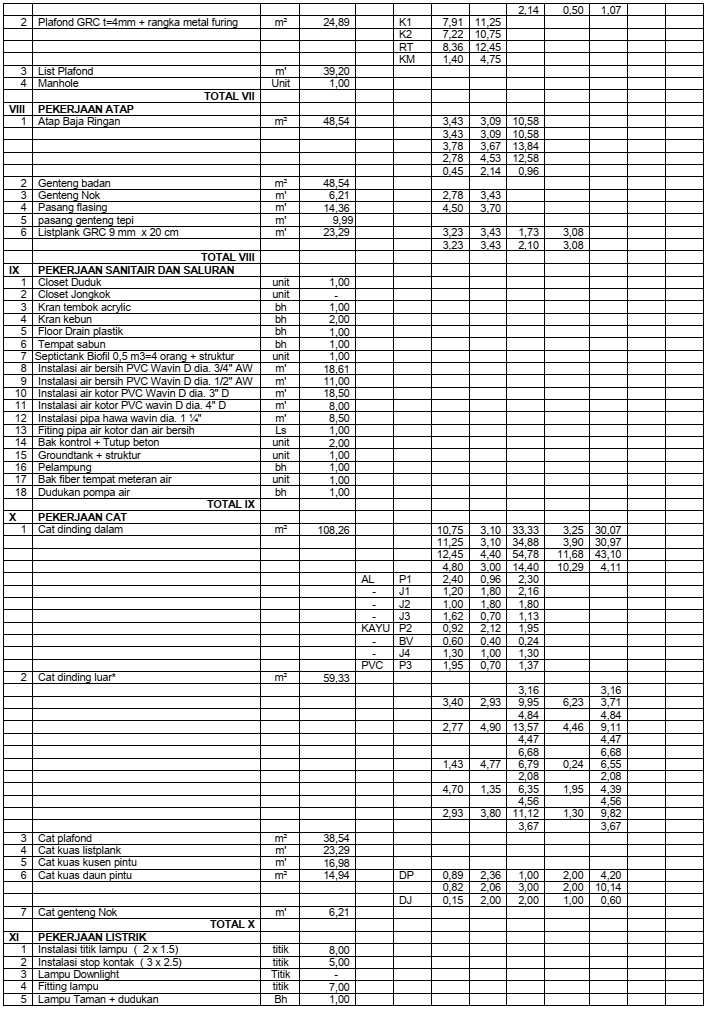 2,14 0,50 1,07
2 Plafond GRC t=4mm + rangka metal furing m² 24,89 K1 7,91 11,25
K2 7,22 10,75
RT 8,36 12,45
KM 1,40 4,75
3 List Plafond m' 39,20
4 Manhole Unit 1,00
TOTAL VII
VIII PEKERJAAN ATAP
1 Atap Baja Ringan m² 48,54 3,43 3,09 10,58
3,43 3,09 10,58
3,78 3,67 13,84
2,78 4,53 12,58
0,45 2,14 0,96
2 Genteng badan m² 48,54
3 Genteng Nok m' 6,21 2,78 3,43
4 Pasang flasing m' 14,36 4,50 3,70
5 pasang genteng tepi m' 9,99
6 Listplank GRC 9 mm x 20 cm m' 23,29 3,23 3,43 1,73 3,08
3,23 3,43 2,10 3,08
TOTAL VIII
IX PEKERJAAN SANITAIR DAN SALURAN
1 Closet Duduk unit 1,00
2 Closet Jongkok unit -
3 Kran tembok acrylic bh 1,00
4 Kran kebun bh 2,00
5 Floor Drain plastik bh 1,00
6 Tempat sabun bh 1,00
7 Septictank Biofil 0,5 m3=4 orang + struktur unit 1,00
8 Instalasi air bersih PVC Wavin D dia. 3/4" AW m' 18,61
9 Instalasi air bersih PVC Wavin D dia. 1/2" AW m' 11,00
10 Instalasi air kotor PVC Wavin D dia. 3" D m' 18,50
11 Instalasi air kotor PVC wavin D dia. 4" D m' 8,00
12 Instalasi pipa hawa wavin dia. 1 ¼" m' 8,50
13 Fiting pipa air kotor dan air bersih Ls 1,00
14 Bak kontrol + Tutup beton unit 2,00
15 Groundtank + struktur unit 1,00
16 Pelampung bh 1,00
17 Bak fiber tempat meteran air unit 1,00
18 Dudukan pompa air bh 1,00
TOTAL IX
X PEKERJAAN CAT
1 Cat dinding dalam m² 108,26 10,75 3,10 33,33 3,25 30,07
11,25 3,10 34,88 3,90 30,97
12,45 4,40 54,78 11,68 43,10
4,80 3,00 14,40 10,29 4,11
AL P1 2,40 0,96 2,30
- J1 1,20 1,80 2,16
- J2 1,00 1,80 1,80
- J3 1,62 0,70 1,13
KAYU P2 0,92 2,12 1,95
- BV 0,60 0,40 0,24
- J4 1,30 1,00 1,30
PVC P3 1,95 0,70 1,37
2 Cat dinding luar* m² 59,33
3,16 3,16
3,40 2,93 9,95 6,23 3,71
4,84 4,84
2,77 4,90 13,57 4,46 9,11
4,47 4,47
6,68 6,68
1,43 4,77 6,79 0,24 6,55
2,08 2,08
4,70 1,35 6,35 1,95 4,39
4,56 4,56
2,93 3,80 11,12 1,30 9,82
3,67 3,67
3 Cat plafond m² 38,54
4 Cat kuas listplank m' 23,29
5 Cat kuas kusen pintu m' 16,98
6 Cat kuas daun pintu m² 14,94 DP 0,89 2,36 1,00 2,00 4,20
0,82 2,06 3,00 2,00 10,14
DJ 0,15 2,00 2,00 1,00 0,60
7 Cat genteng Nok m' 6,21
TOTAL X
XI PEKERJAAN LISTRIK
1 Instalasi titik lampu ( 2 x 1.5) titik 8,00
2 Instalasi stop kontak ( 3 x 2.5) titik 5,00
3 Lampu Downlight Titik -
4 Fitting lampu titik 7,00
5 Lampu Taman + dudukan Bh 1,00